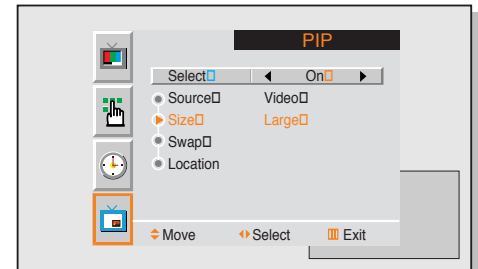 PIP
Select On
Source Video
Size Large
Swap
Location
Move Select Exit